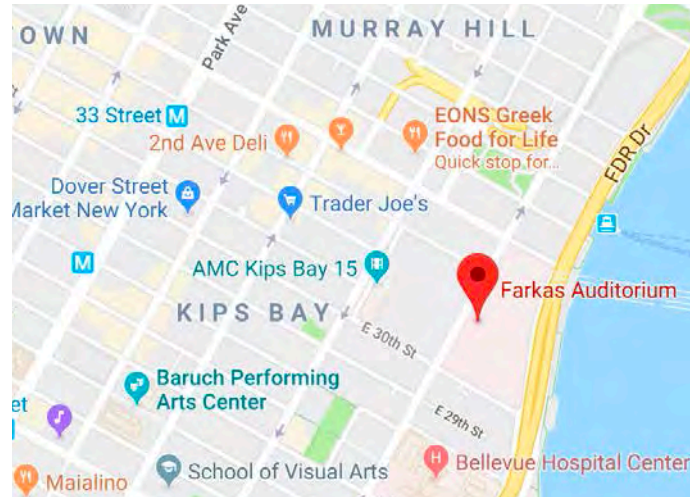 OWN
MURRAY HILL
Park Ave
33 Street M
2nd Ave Deli
EONS Greek
Food for Life
Quick stop for...
FDR Dr
Dover Street
Market New York
Trader Joe's
M
AMC Kips Bay 15
Farkas Auditorium
KIPS BAY
E 30th St
Baruch Performing
Arts Center
et
E 29th St
H
Bellevue Hospital Center
Maialino
School of Visual Arts